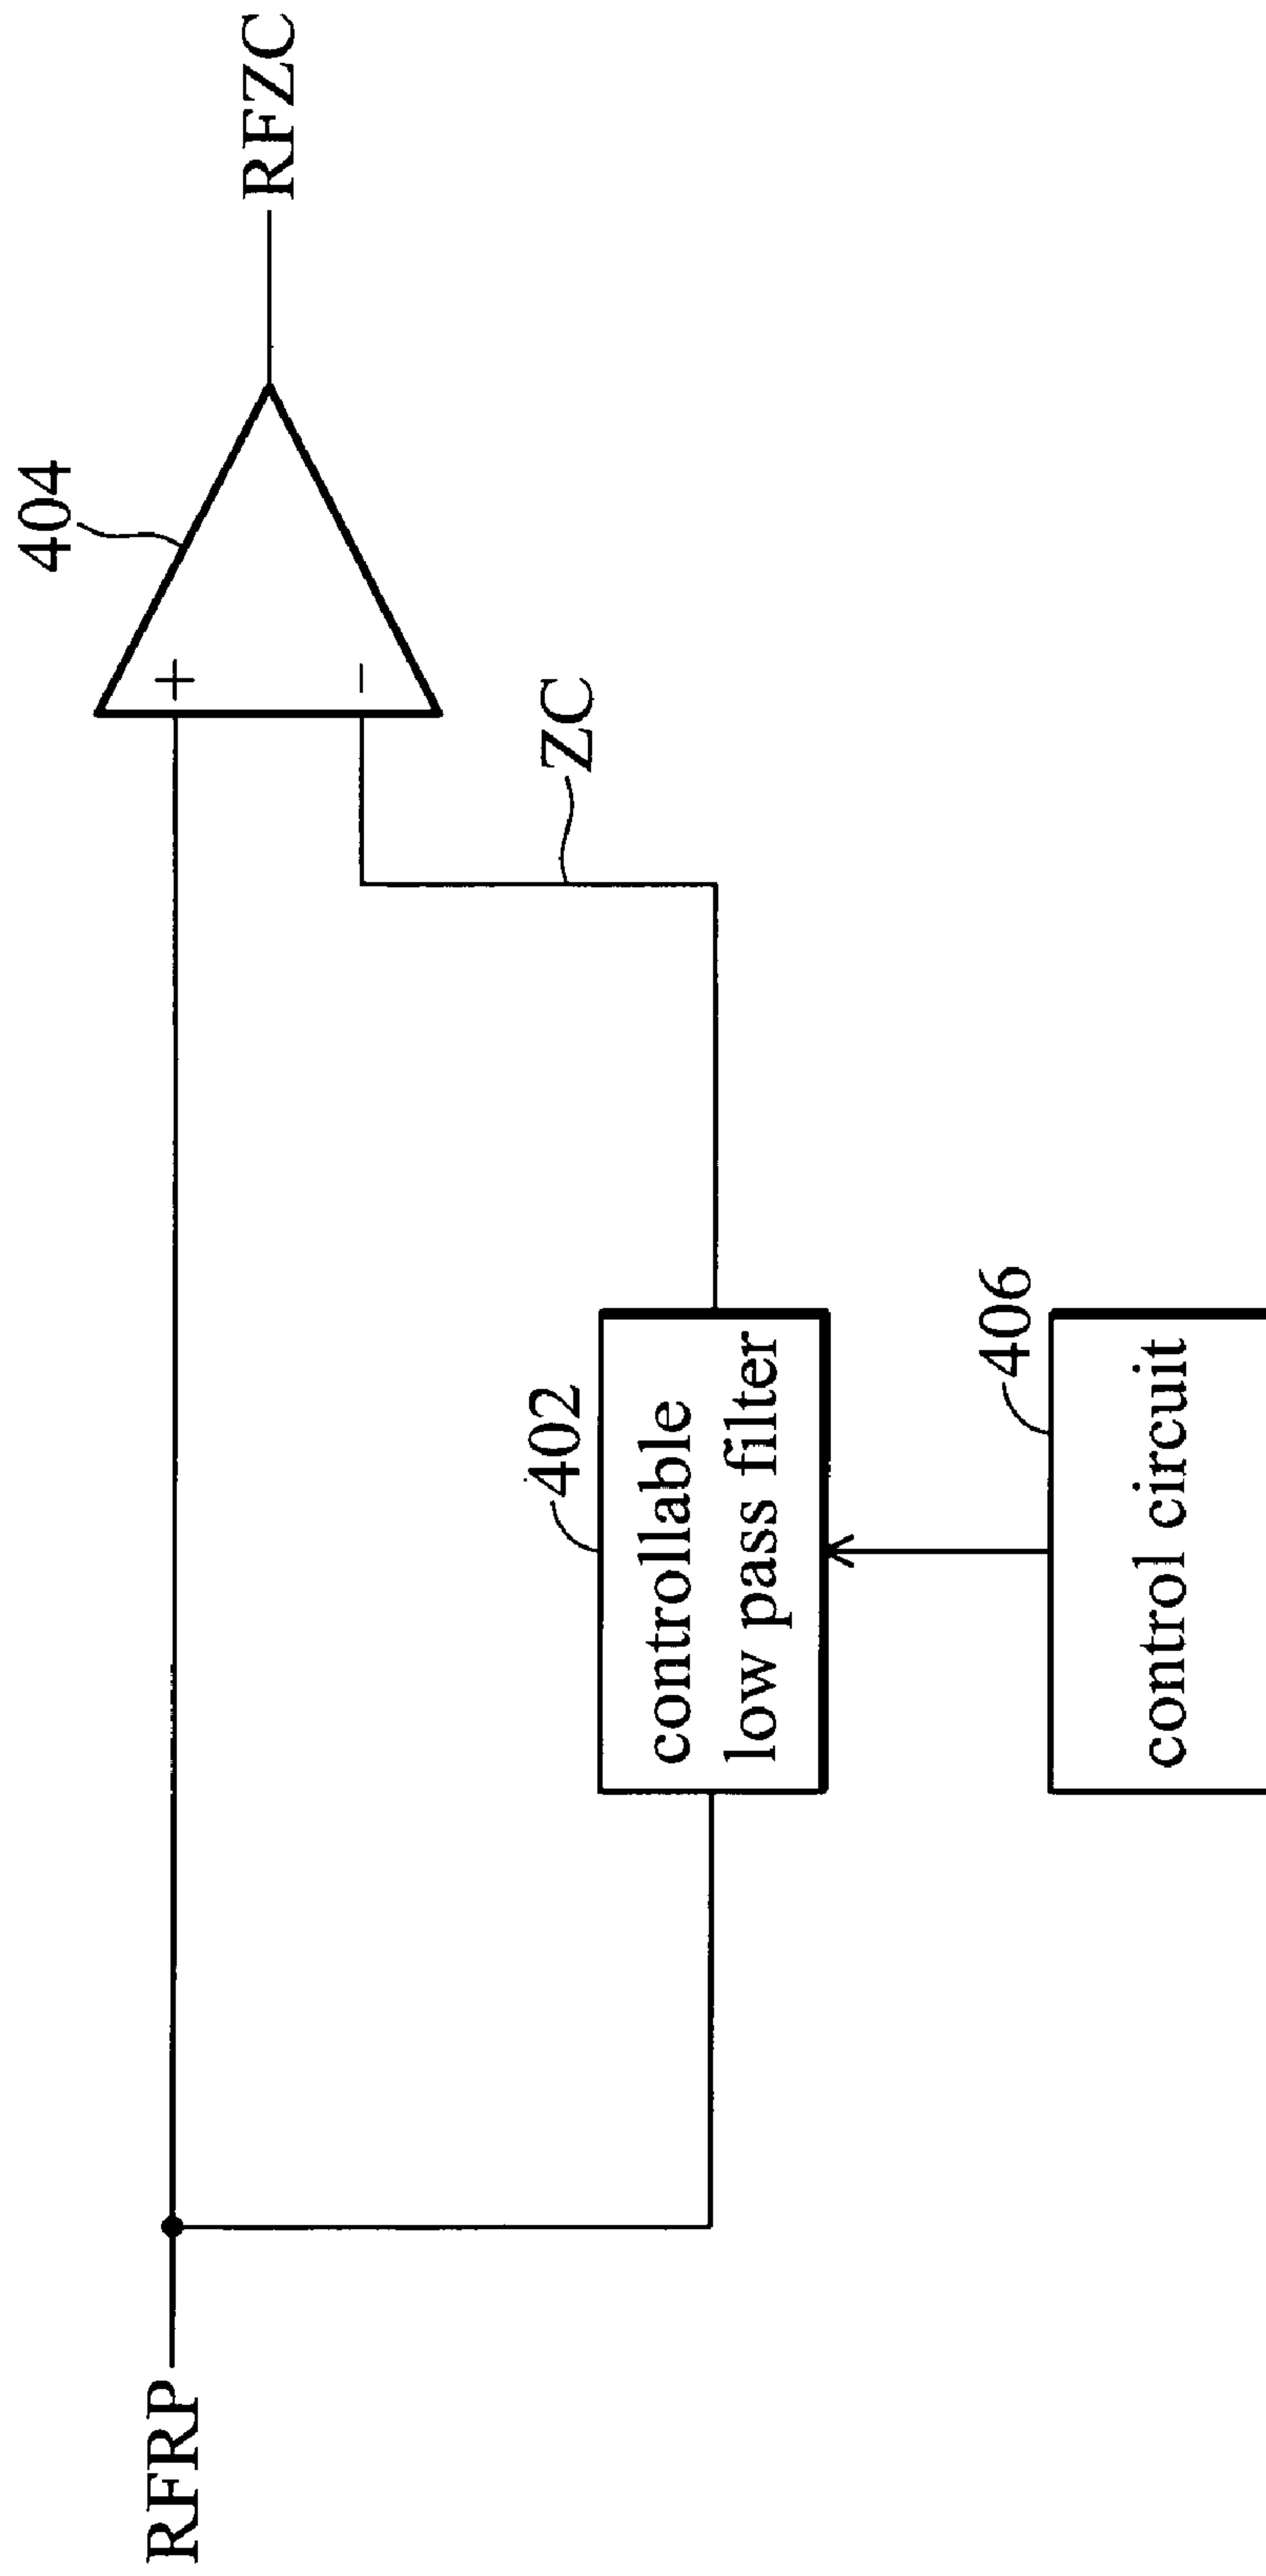 404
+
−
RFZC
RFRP
ZC
402
controllable
low pass filter
406
control circuit